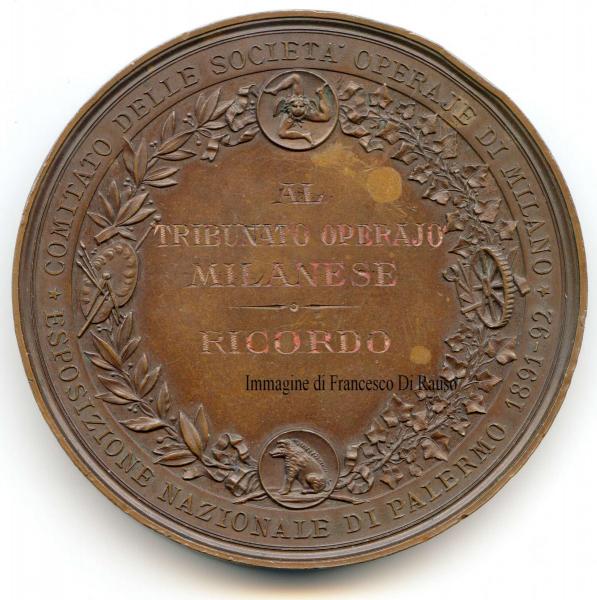 ★ COMITATO DELLE SOCIETA' OPERAJE DI MILANO ★
ESPOSIZIONE NAZIONALE DI PALERMO 1891-92
AL
TRIBUNATO OPERAJO
MILANESE
RICORDO
Immagine di Francesco Di Rauso